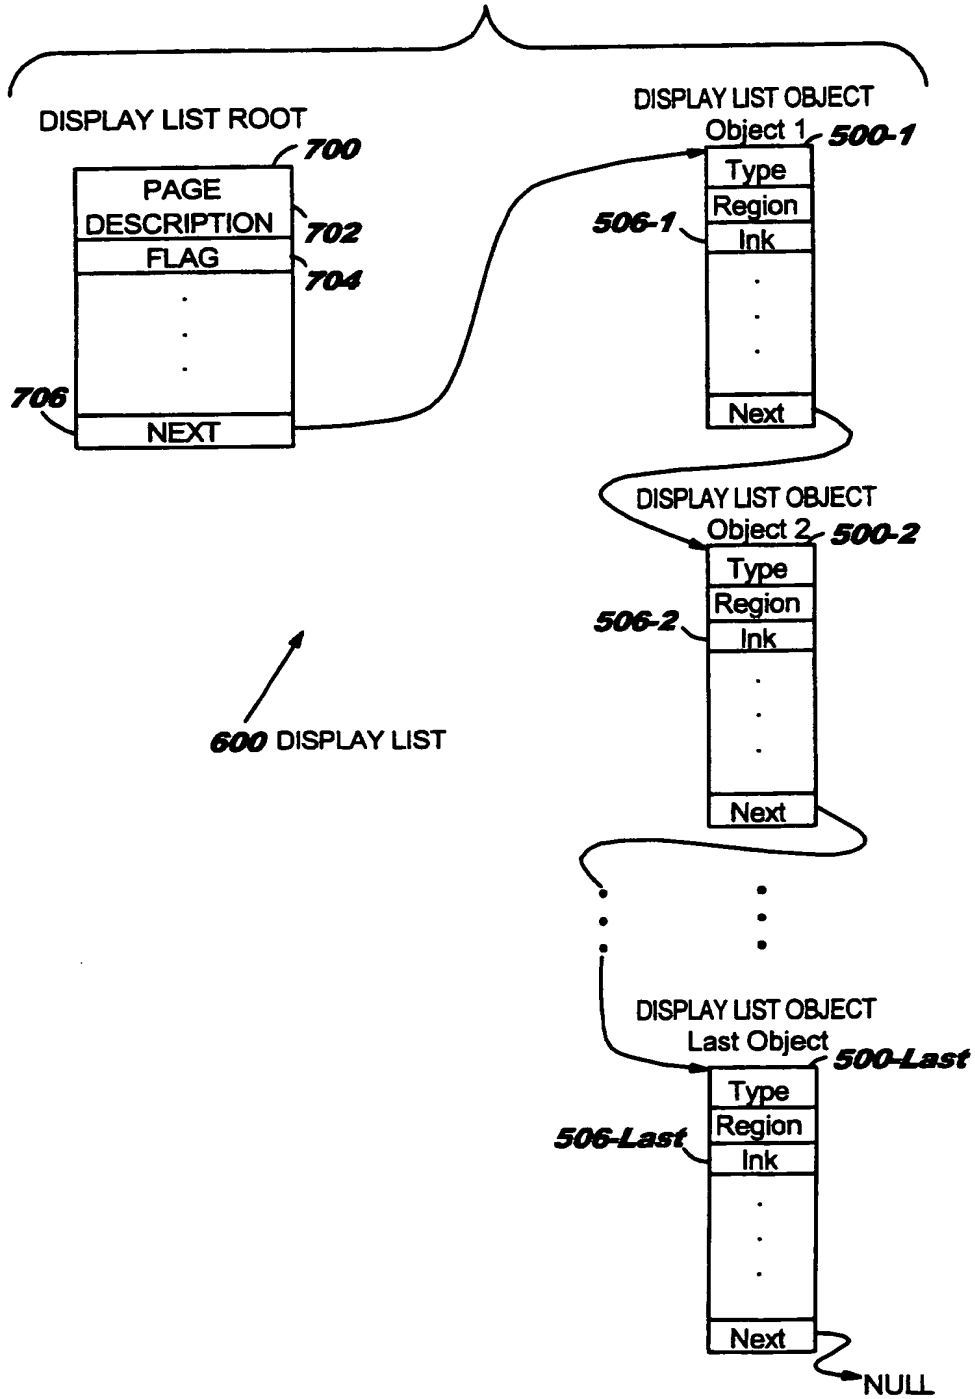 DISPLAY LIST ROOT
700
PAGE
DESCRIPTION
702
FLAG
704
706
NEXT
DISPLAY LIST OBJECT
Object 1
500-1
Type
Region
506-1
Ink
Next
DISPLAY LIST OBJECT
Object 2
500-2
Type
Region
506-2
Ink
Next
600 DISPLAY LIST
DISPLAY LIST OBJECT
Last Object
500-Last
Type
Region
506-Last
Ink
Next
NULL